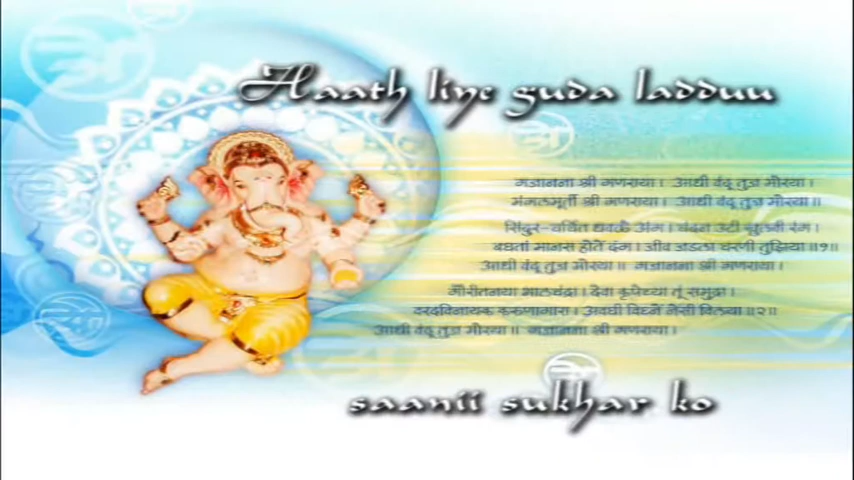 Haath liye guda ladduu
गजानना श्री गणराया । आधी वंदू तुज मोरया ।
मंगलमूर्ती श्री गणराया । आधी वंदू तुज मोरया ॥
सिंदुर-चर्चित धवळे अंग । चंदन उटी खुलवी रंग ।
बघतां मानस होते दंग । जीव जडला चरणी तुझिया ॥१॥
आधी वंदू तुज मोरया ॥ गजानना श्री गणराया ।
गौरीतनया भालचंद्रा । देवा कृपेच्या तूं समुद्रा ।
वरदविनायक करुणागारा । अवघी विघ्नें नेसी विलया ॥२॥
आधी वंदू तुज मोरया ॥ गजानना श्री गणराया ।
saanii sukhar ko